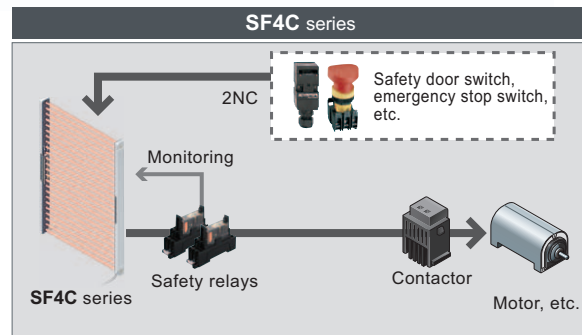 SF4C series
2NC
Safety door switch,
emergency stop switch,
etc.
Monitoring
Safety relays
SF4C series
Contactor
Motor, etc.